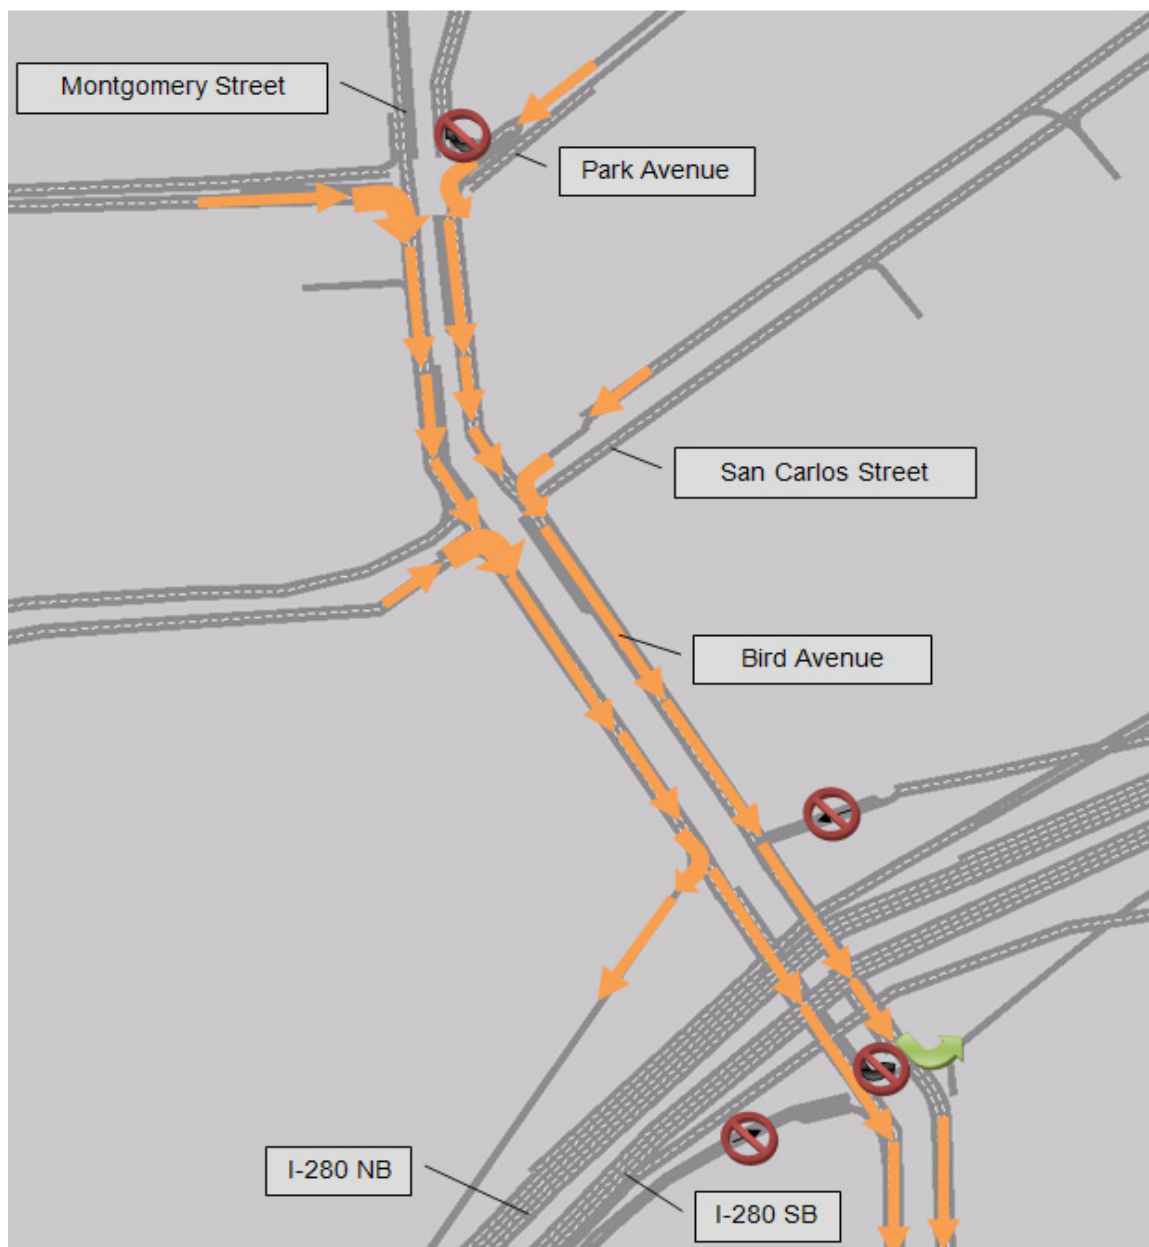 Montgomery Street
Park Avenue
San Carlos Street
Bird Avenue
I-280 NB
I-280 SB